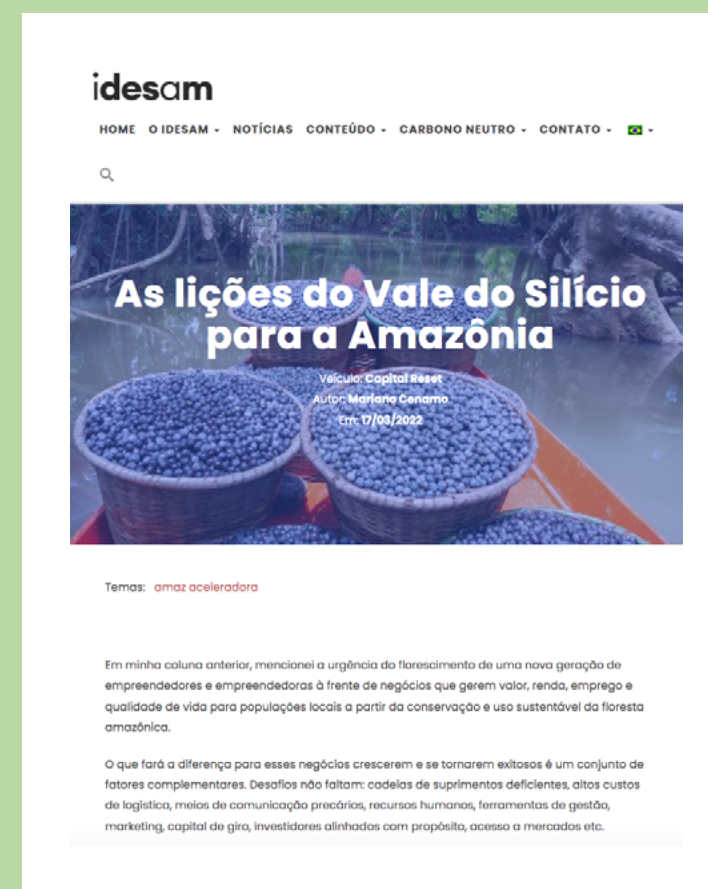 idesam
HOME O IDESAM NOTÍCIAS CONTEÚDO CARBONO NEUTRO CONTATO
As lições do Vale do Silício
para a Amazônia
Veículo: Capital Reset
Autor: Mariano Cenamo
Em: 17/03/2022
Temas: amaz aceleradora
Em minha coluna anterior, mencionei a urgência do florescimento de uma nova geração de
empreendedores e empreendedoras à frente de negócios que gerem valor, renda, emprego e
qualidade de vida para populações locais a partir da conservação e uso sustentável da floresta
amazônica.
O que fará a diferença para esses negócios crescerem e se tornarem exitosos é um conjunto de
fatores complementares. Desafios não faltam: cadeias de suprimentos deficientes, altos custos
de logística, meios de comunicação precários, recursos humanos, ferramentas de gestão,
marketing, capital de giro, investidores alinhados com propósito, acesso a mercados etc.